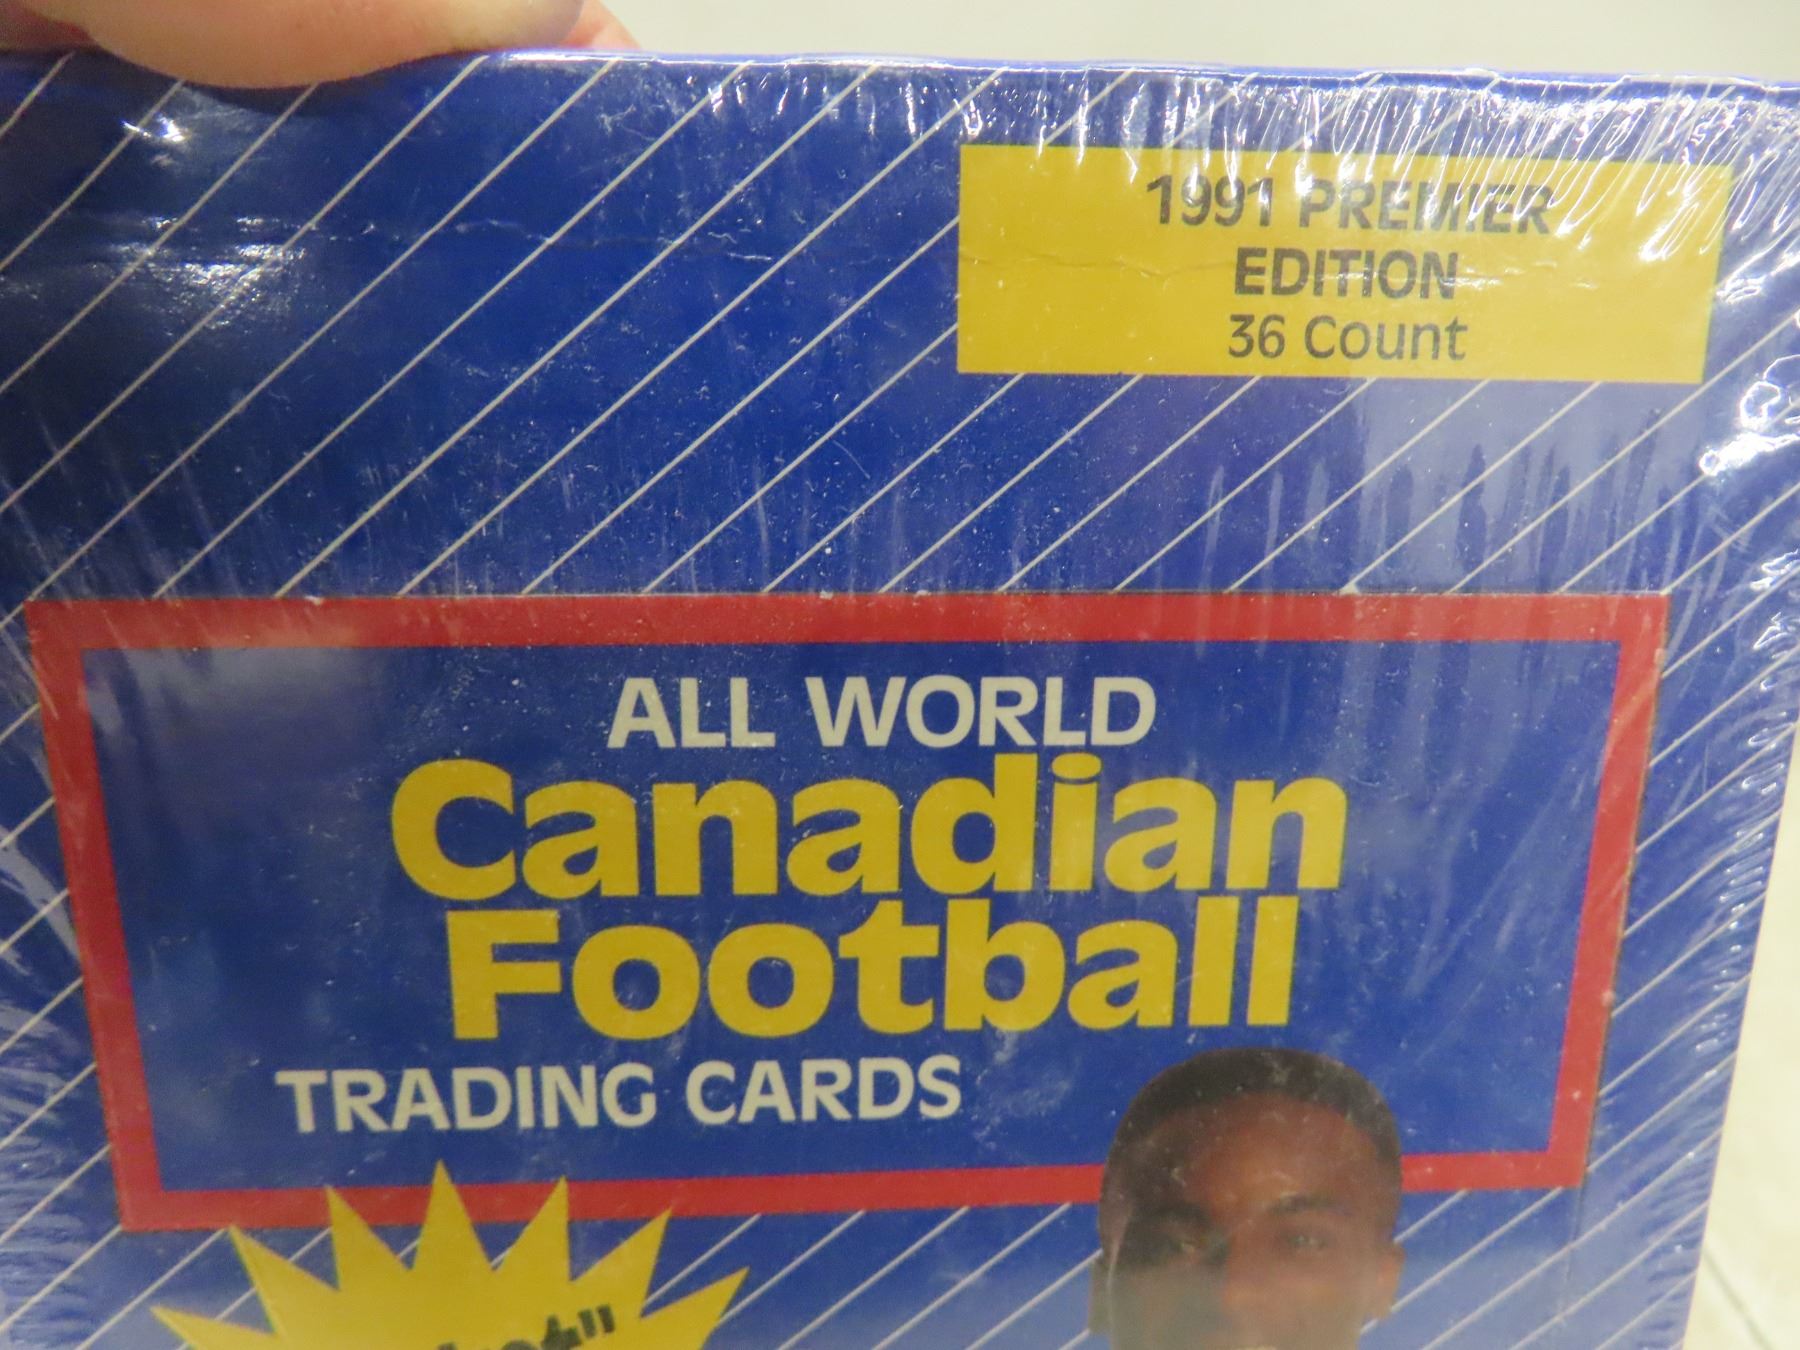 1991 PREMIER
EDITION
36 Count
ALL WORLD
Canadian
Football
TRADING CARDS